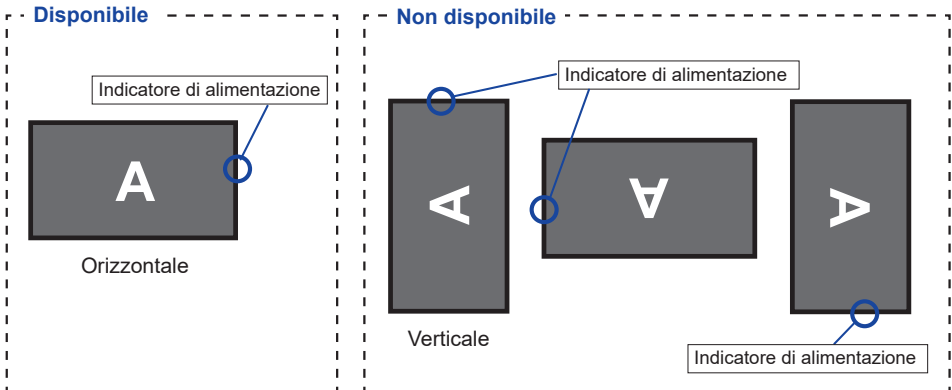 Disponibile
Indicatore di alimentazione
A
Orizzontale
Non disponibile
Indicatore di alimentazione
A
A
A
Verticale
Indicatore di alimentazione